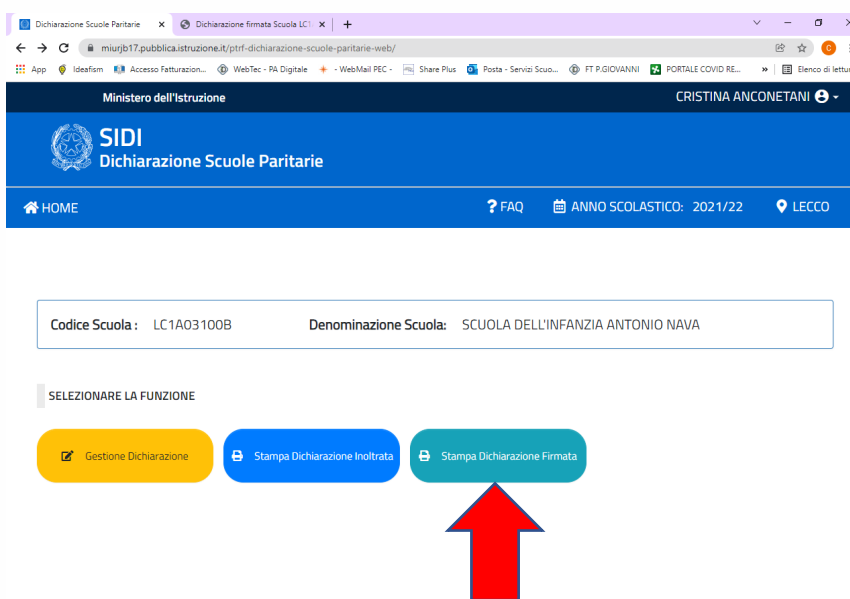 Dichiarazione Scuole Paritarie
Dichiarazione firmata Scuola LC1
miurjb17.pubblica.istruzione.it/ptrf-dichiarazione-scuole-paritarie-web/
App Ideafism Accesso Fatturazion... WebTec - PA Digitale - WebMail PEC - Share Plus Posta - Servizi Scuo... FT P.GIOVANNI PORTALE COVID RE... » Elenco di lettu
Ministero dell'Istruzione CRISTINA ANCONETANI
SIDI
Dichiarazione Scuole Paritarie
HOME ? FAQ ANNO SCOLASTICO: 2021/22 LECCO
Codice Scuola : LC1A03100B Denominazione Scuola: SCUOLA DELL'INFANZIA ANTONIO NAVA
SELEZIONARE LA FUNZIONE
Gestione Dichiarazione Stampa Dichiarazione Inoltrata Stampa Dichiarazione Firmata